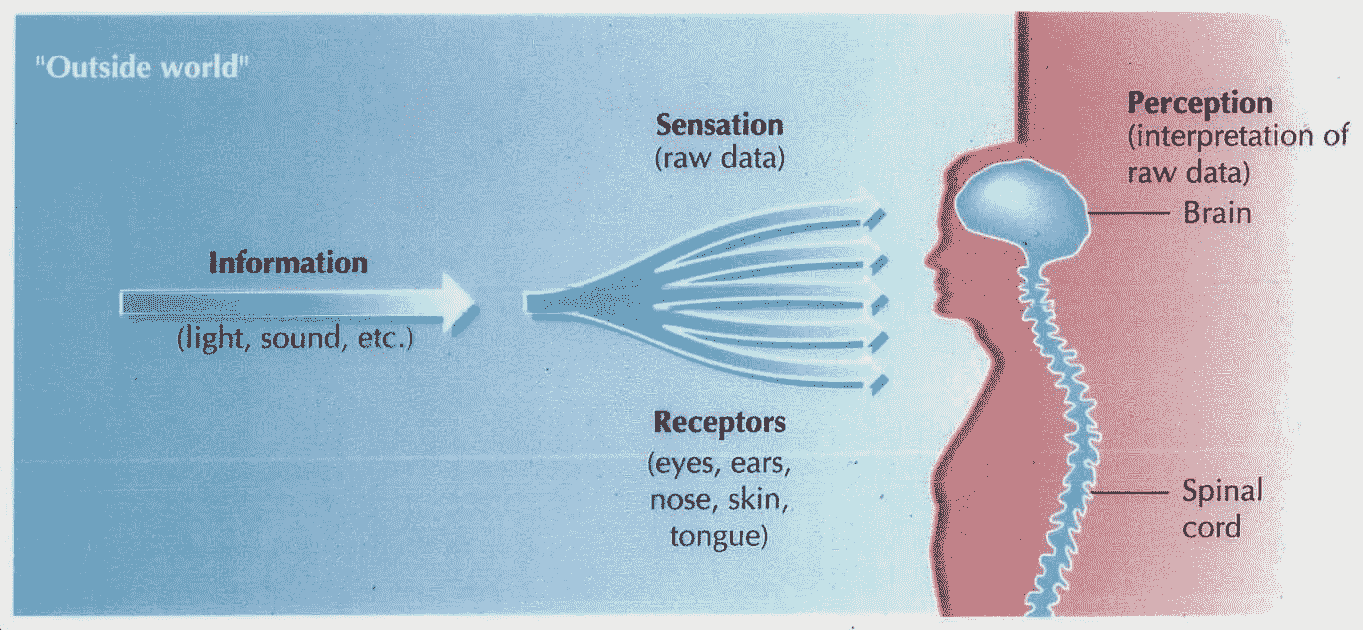 "Outside world"
Sensation
(raw data)
Perception
(interpretation of
raw data)
Brain
Information
(light, sound, etc.)
Receptors
(eyes, ears,
nose, skin,
tongue)
Spinal
cord